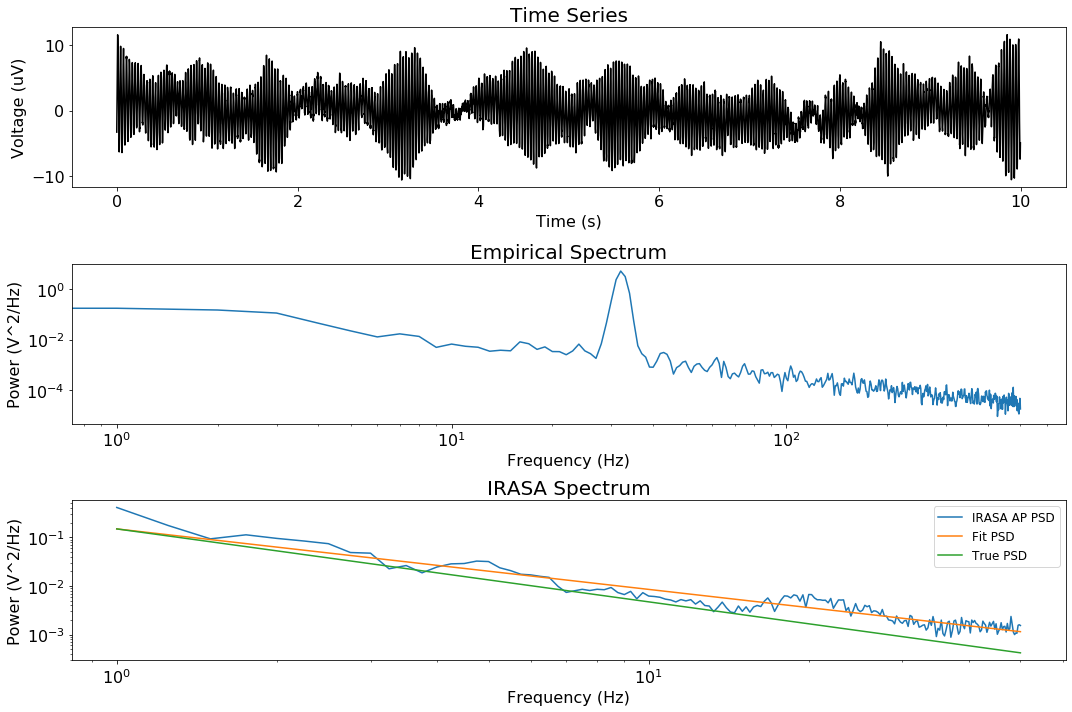 Time Series
Voltage (uV)
10
0
−10
0 2 4 6 8 10
Time (s)
Empirical Spectrum
Power (V^2/Hz)
10^0
10^−2
10^−4
10^0 10^1 10^2
Frequency (Hz)
IRASA Spectrum
Power (V^2/Hz)
10^−1
10^−2
10^−3
IRASA AP PSD
Fit PSD
True PSD
10^0 10^1
Frequency (Hz)